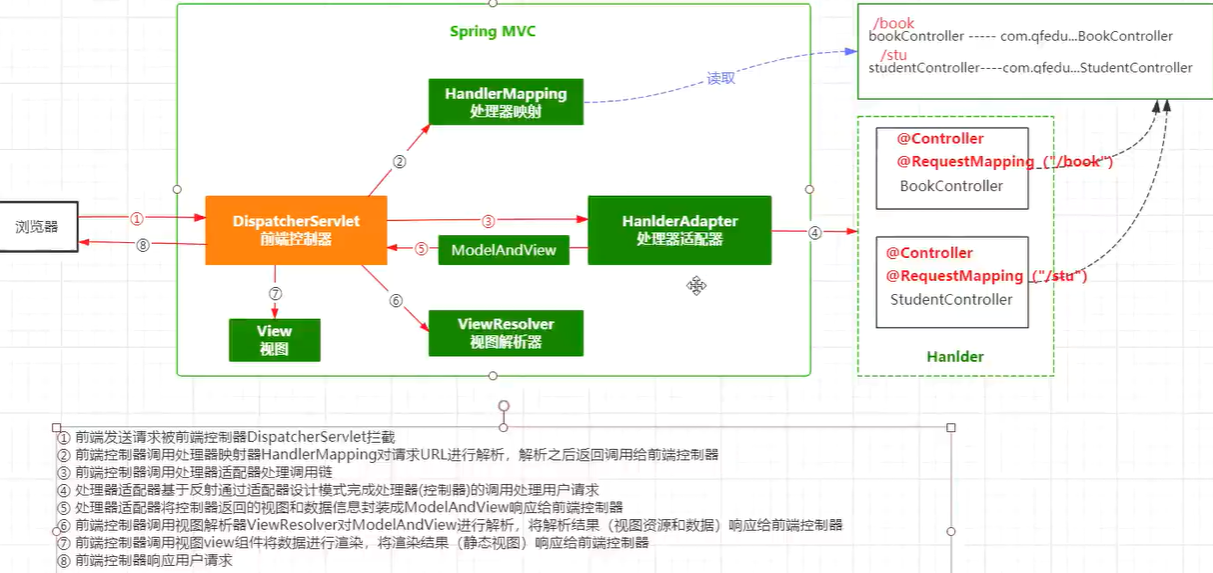 Spring MVC
/book
bookController ----- com.qfedu...BookController
/stu
studentController----com.qfedu...StudentController
读取
HandlerMapping
处理器映射
②
@Controller
@RequestMapping（"/book"）
BookController
浏览器
①
⑧
DispatcherServlet
前端控制器
③
⑤
ModelAndView
HanlderAdapter
处理器适配器
④
@Controller
@RequestMapping（"/stu"）
StudentController
⑦
⑥
View
视图
ViewResolver
视图解析器
Hanlder
① 前端发送请求被前端控制器DispatcherServlet拦截
② 前端控制器调用处理器映射器HandlerMapping对请求URL进行解析，解析之后返回调用给前端控制器
③ 前端控制器调用处理器适配器处理调用链
④ 处理器适配器基于反射通过适配器设计模式完成处理器(控制器)的调用处理用户请求
⑤ 处理器适配器将控制器返回的视图和数据信息封装成ModelAndView响应给前端控制器
⑥ 前端控制器调用视图解析器ViewResolver对ModelAndView进行解析，将解析结果（视图资源和数据）响应给前端控制器
⑦ 前端控制器调用视图view组件将数据进行渲染，将渲染结果（静态视图）响应给前端控制器
⑧ 前端控制器响应用户请求